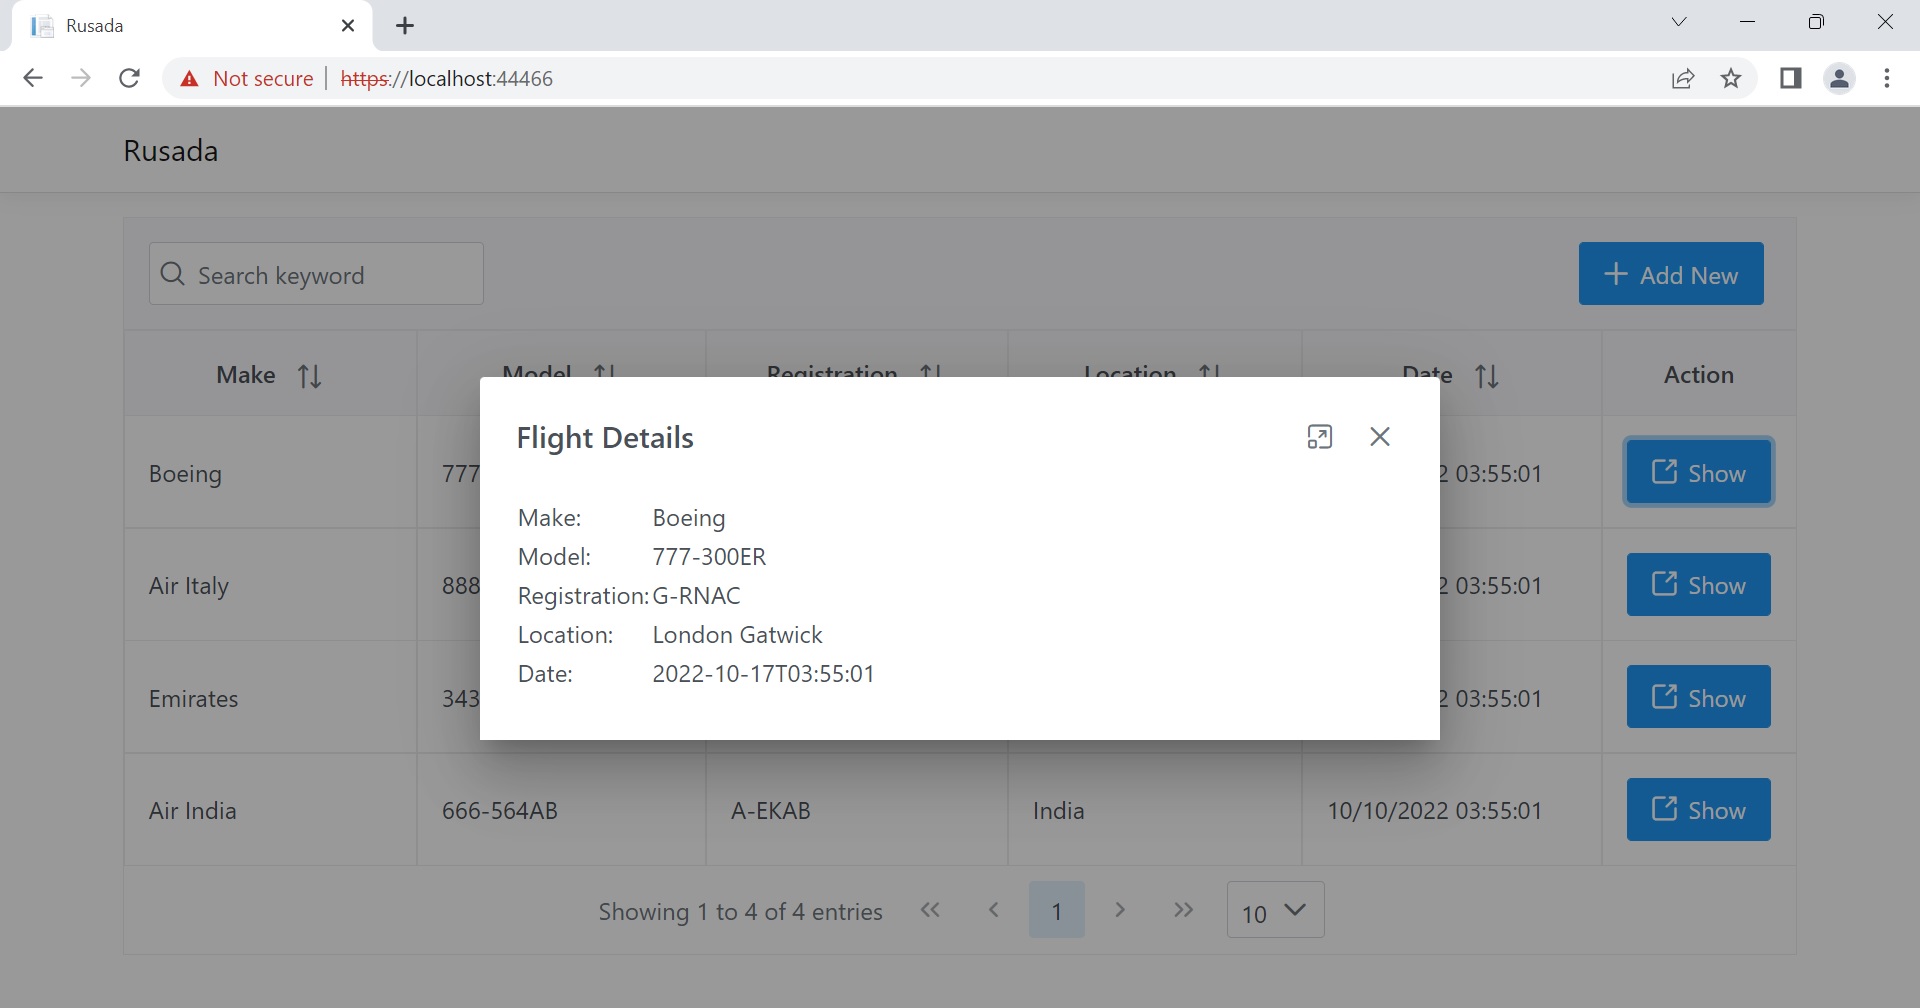 Rusada
Not secure https://localhost:44466
Rusada
Search keyword
Add New
Make Model Registration Location Date Action
Flight Details
Boeing 777 2 03:55:01 Show
Make: Boeing
Model: 777-300ER
Air Italy 888 2 03:55:01 Show
Registration: G-RNAC
Location: London Gatwick
Date: 2022-10-17T03:55:01
Emirates 343 2 03:55:01 Show
Air India 666-564AB A-EKAB India 10/10/2022 03:55:01 Show
Showing 1 to 4 of 4 entries 1 10